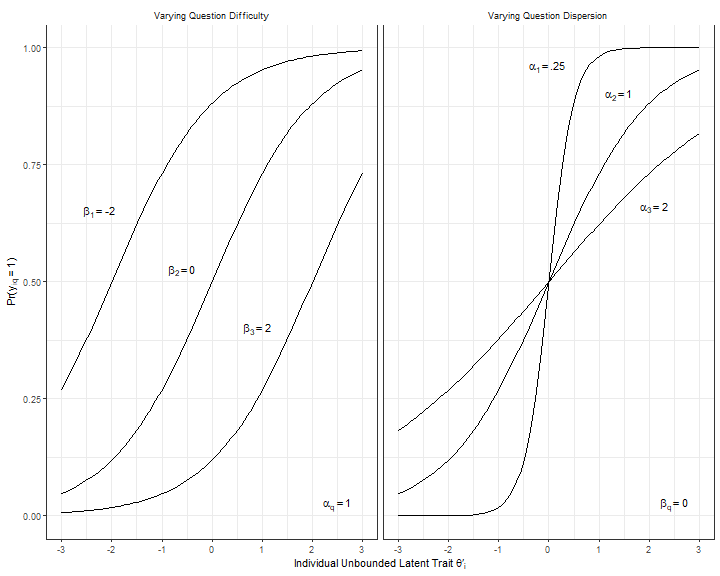 Varying Question Difficulty
Varying Question Dispersion
1.00
0.75
0.50
0.25
0.00
Pr(y_iq = 1)
β₁ = -2
β₂ = 0
β₃ = 2
α_q = 1
α₁ = .25
α₂ = 1
α₃ = 2
β_q = 0
-3 -2 -1 0 1 2 3
-3 -2 -1 0 1 2 3
Individual Unbounded Latent Trait θ′ᵢ